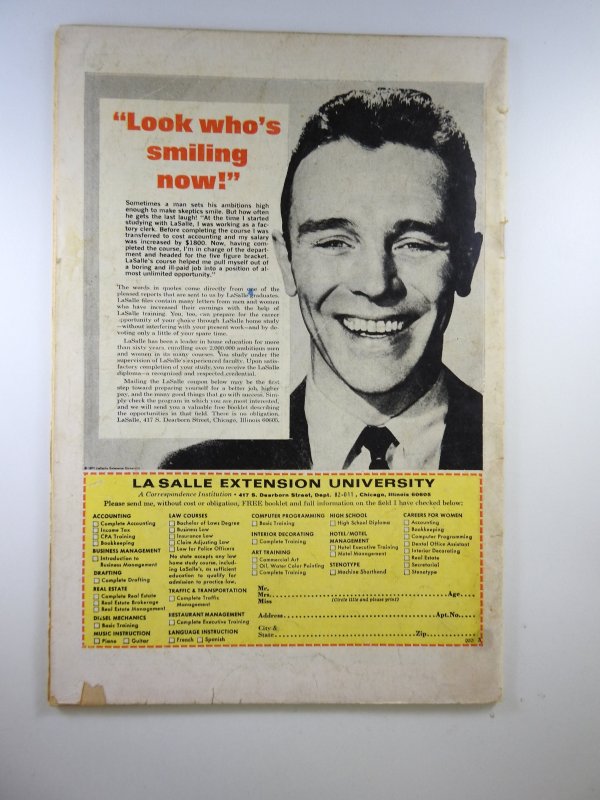 “Look who’s
smiling
now!”
Sometimes a man sets his ambitions high
enough to make skeptics smile. But how often
he gets the last laugh! “At the time I started
studying with LaSalle, I was working as a fac-
tory clerk. Before completing the course I was
transferred to cost accounting and my salary
was increased by $1800. Now, having com-
pleted the course, I’m in charge of the depart-
ment and headed for the five figure bracket.
LaSalle’s course helped me pull myself out of
a boring and ill-paid job into a position of al-
most unlimited opportunity.”
The words in quotes come directly from one of the
pleased reports that are sent to us by LaSalle graduates.
LaSalle files contain many letters from men and women
who have increased their earnings with the help of
LaSalle training. You, too, can prepare for the career
opportunity of your choice through LaSalle home study
—without interfering with your present work—and by de-
voting only a little of your spare time.
LaSalle has been a leader in home education for more
than sixty years, enrolling over 2,000,000 ambitious men
and women in its many courses. You study under the
supervision of LaSalle’s experienced faculty. Upon satis-
factory completion of your study, you receive the LaSalle
diploma—a recognized and respected credential.
Mailing the LaSalle coupon below may be the first
step toward preparing yourself for a better job, higher
pay, and the many good things that go with success. Sim-
ply check the program in which you are most interested,
and we will send you a valuable free booklet describing
the opportunities in that field. There is no obligation.
LaSalle, 417 S. Dearborn Street, Chicago, Illinois 60605.
LA SALLE EXTENSION UNIVERSITY
A Correspondence Institution • 417 S. Dearborn Street, Dept. 82-011, Chicago, Illinois 60605
Please send me, without cost or obligation, FREE booklet and full information on the field I have checked below:
ACCOUNTING
Complete Accounting
Income Tax
CPA Training
Bookkeeping
BUSINESS MANAGEMENT
Introduction to
Business Management
DRAFTING
Complete Drafting
REAL ESTATE
Complete Real Estate
Real Estate Brokerage
Real Estate Management
DIESEL MECHANICS
Basic Training
MUSIC INSTRUCTION
Piano Guitar
LAW COURSES
Bachelor of Laws Degree
Business Law
Insurance Law
Claim Adjusting Law
Law for Police Officers
No state accepts any law
home study course, includ-
ing LaSalle’s, as sufficient
education to qualify for
admission to practice law.
TRAFFIC & TRANSPORTATION
Complete Traffic
Management
RESTAURANT MANAGEMENT
Complete Executive Training
LANGUAGE INSTRUCTION
French Spanish
COMPUTER PROGRAMMING
Basic Training
INTERIOR DECORATING
Complete Training
ART TRAINING
Commercial Art
Oil, Water Color Painting
Complete Training
HIGH SCHOOL
High School Diploma
HOTEL/MOTEL
MANAGEMENT
Hotel Executive Training
Motel Management
STENOTYPE
Machine Shorthand
CAREERS FOR WOMEN
Accounting
Bookkeeping
Computer Programming
Dental Office Assistant
Interior Decorating
Real Estate
Secretarial
Stenotype
Mr.
Mrs. Age
Miss (Circle title and please print)
Address Apt. No.
City &
State Zip